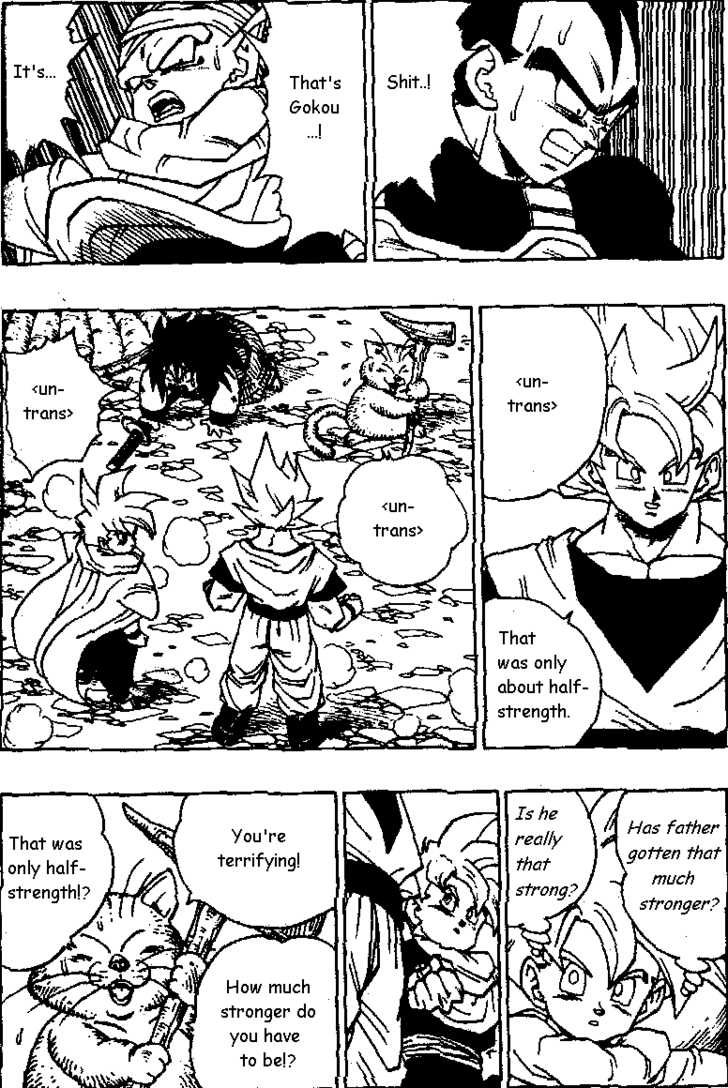 It's...
That's
Gokou
...!
Shit..!
<un-
trans>
<un-
trans>
<un-
trans>
That
was only
about half-
strength.
That was
only half-
strength!?
You're
terrifying!
How much
stronger do
you have
to be!?
Is he
really
that
strong?
Has father
gotten that
much
stronger?